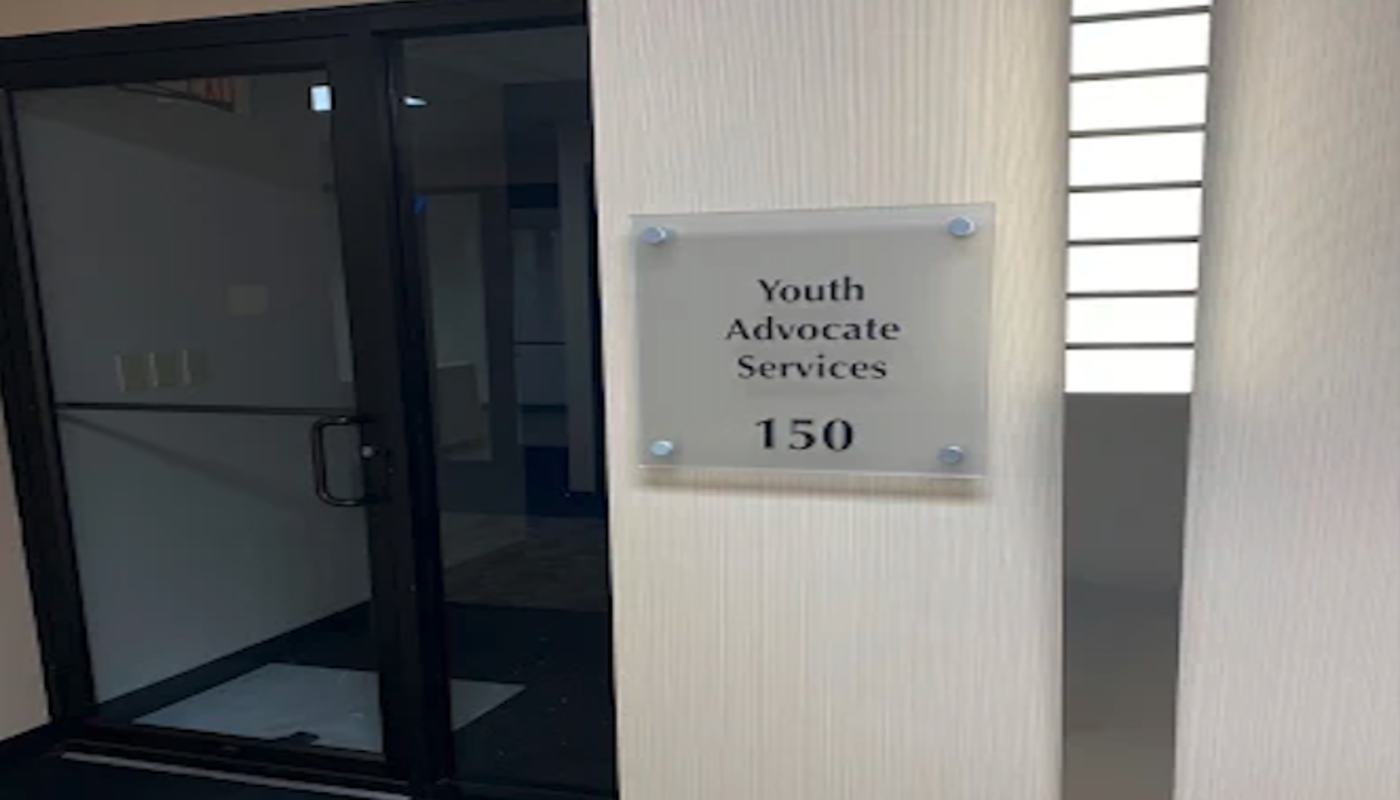 Youth
Advocate
Services
150